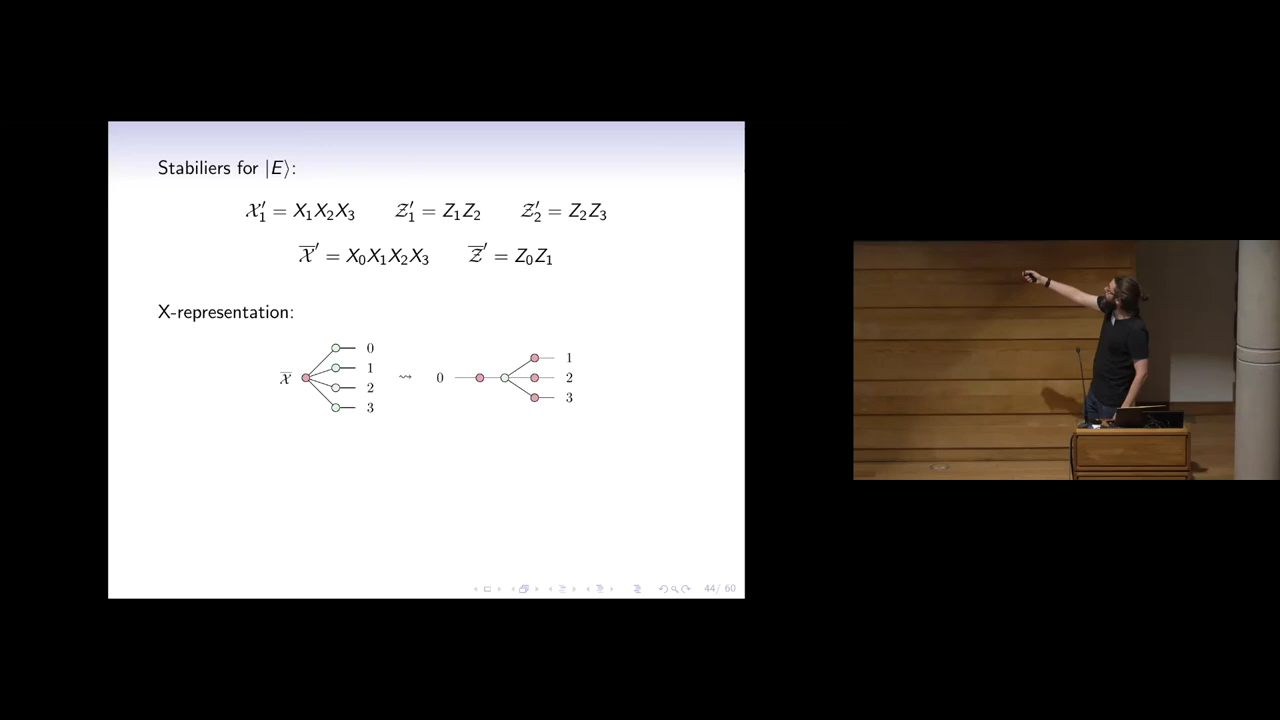 Stabiliers for |E⟩:
𝒳′₁ = X₁X₂X₃ 𝒵′₁ = Z₁Z₂ 𝒵′₂ = Z₂Z₃
𝒳̅′ = X₀X₁X₂X₃ 𝒵̅′ = Z₀Z₁
X-representation:
𝒳̅ 0 1 2 3 ⇝ 0 1 2 3
44 / 60